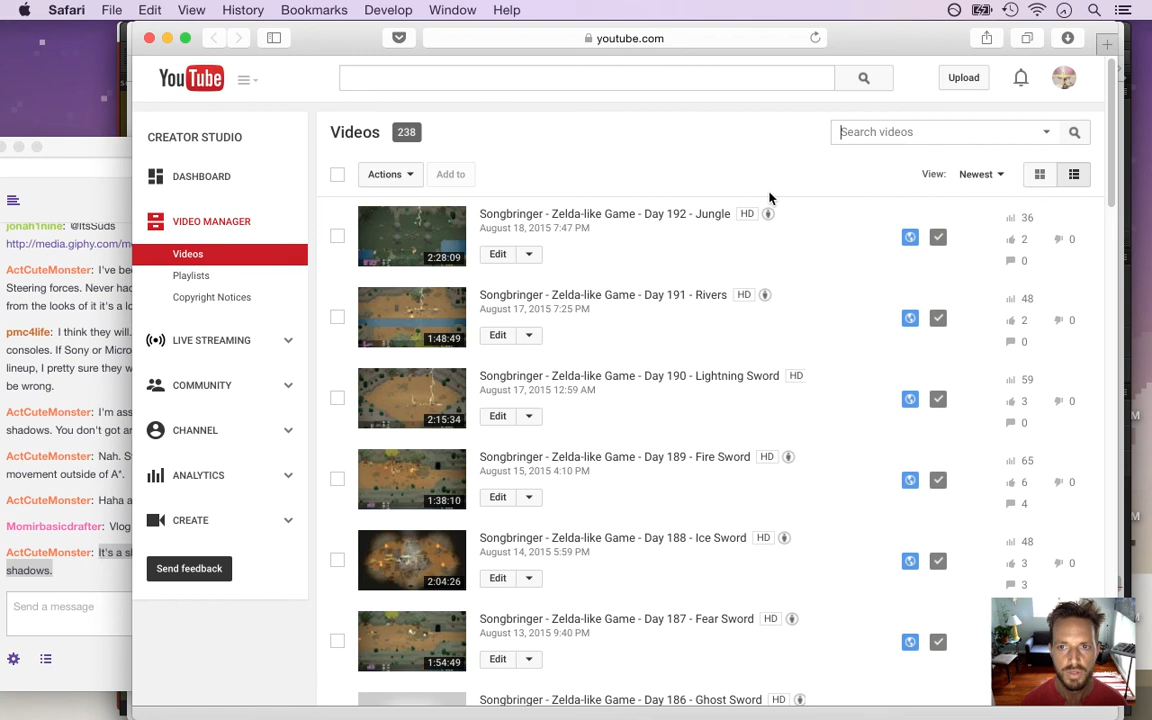 Safari File Edit View History Bookmarks Develop Window Help
youtube.com
YouTube
Upload
CREATOR STUDIO
DASHBOARD
VIDEO MANAGER
Videos
Playlists
Copyright Notices
LIVE STREAMING
COMMUNITY
CHANNEL
ANALYTICS
CREATE
Send feedback
Videos 238
Search videos
Actions
Add to
View: Newest
Songbringer - Zelda-like Game - Day 192 - Jungle HD
August 18, 2015 7:47 PM
2:28:09
Edit
36
2 0
0
Songbringer - Zelda-like Game - Day 191 - Rivers HD
August 17, 2015 7:25 PM
1:48:49
Edit
48
2 0
0
Songbringer - Zelda-like Game - Day 190 - Lightning Sword HD
August 17, 2015 12:59 AM
2:15:34
Edit
59
3 0
0
Songbringer - Zelda-like Game - Day 189 - Fire Sword HD
August 15, 2015 4:10 PM
1:38:10
Edit
65
6 0
4
Songbringer - Zelda-like Game - Day 188 - Ice Sword HD
August 14, 2015 5:59 PM
2:04:26
Edit
48
3 0
3
Songbringer - Zelda-like Game - Day 187 - Fear Sword HD
August 13, 2015 9:40 PM
1:54:49
Edit
Songbringer - Zelda-like Game - Day 186 - Ghost Sword HD
jonah1nine: @ItsSuds
http://media.giphy.com/m
ActCuteMonster: I've be
Steering forces. Never ha
from the looks of it it's a lo
pmc4life: I think they will.
consoles. If Sony or Micro
lineup, I pretty sure they w
be wrong.
ActCuteMonster: I'm ass
shadows. You don't got a
ActCuteMonster: Nah. S
movement outside of A*.
ActCuteMonster: Haha a
Momirbasicdrafter: Vlog
ActCuteMonster: It's a s
shadows.
Send a message